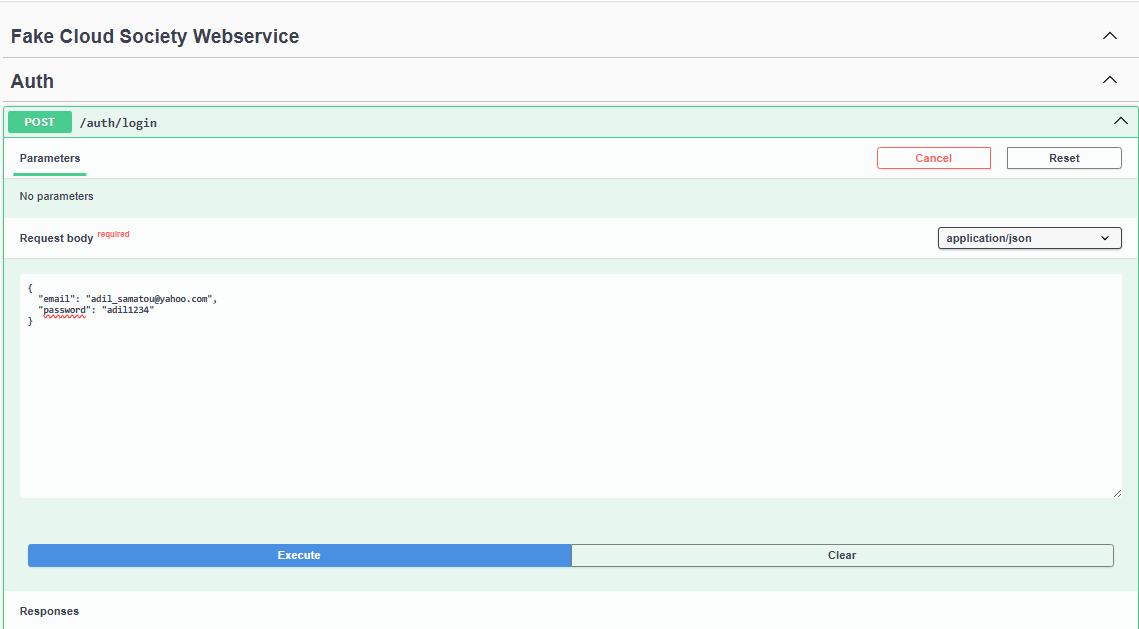 Fake Cloud Society Webservice
Auth
POST /auth/login
Parameters Cancel Reset
No parameters
Request body required application/json
{
"email": "adil_samatou@yahoo.com",
"password": "adil1234"
}
Execute Clear
Responses